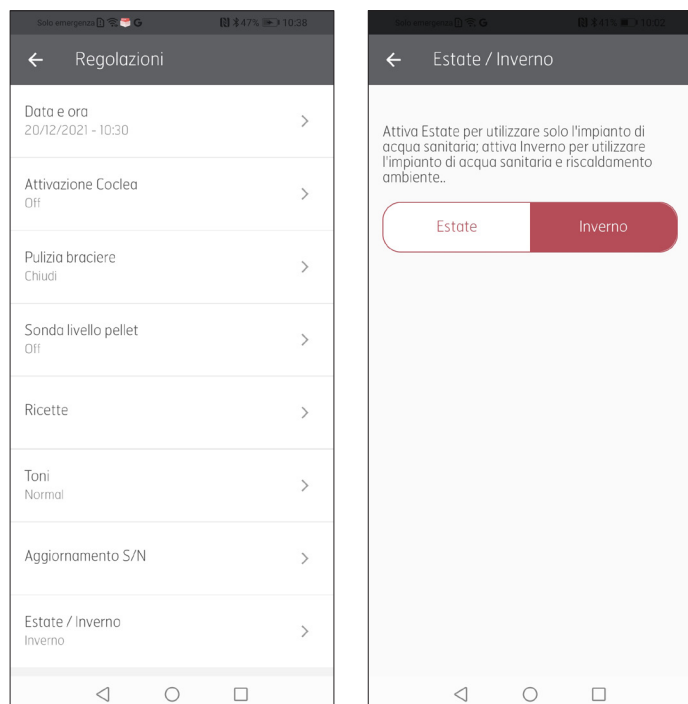 Solo emergenza G 47% 10:38
Regolazioni
Data e ora
20/12/2021 - 10:30
Attivazione Coclea
Off
Pulizia braciere
Chiudi
Sonda livello pellet
Off
Ricette
Toni
Normal
Aggiornamento S/N
Estate / Inverno
Inverno
Solo emergenza G 41% 10:02
Estate / Inverno
Attiva Estate per utilizzare solo l'impianto di
acqua sanitaria; attiva Inverno per utilizzare
l'impianto di acqua sanitaria e riscaldamento
ambiente..
Estate Inverno